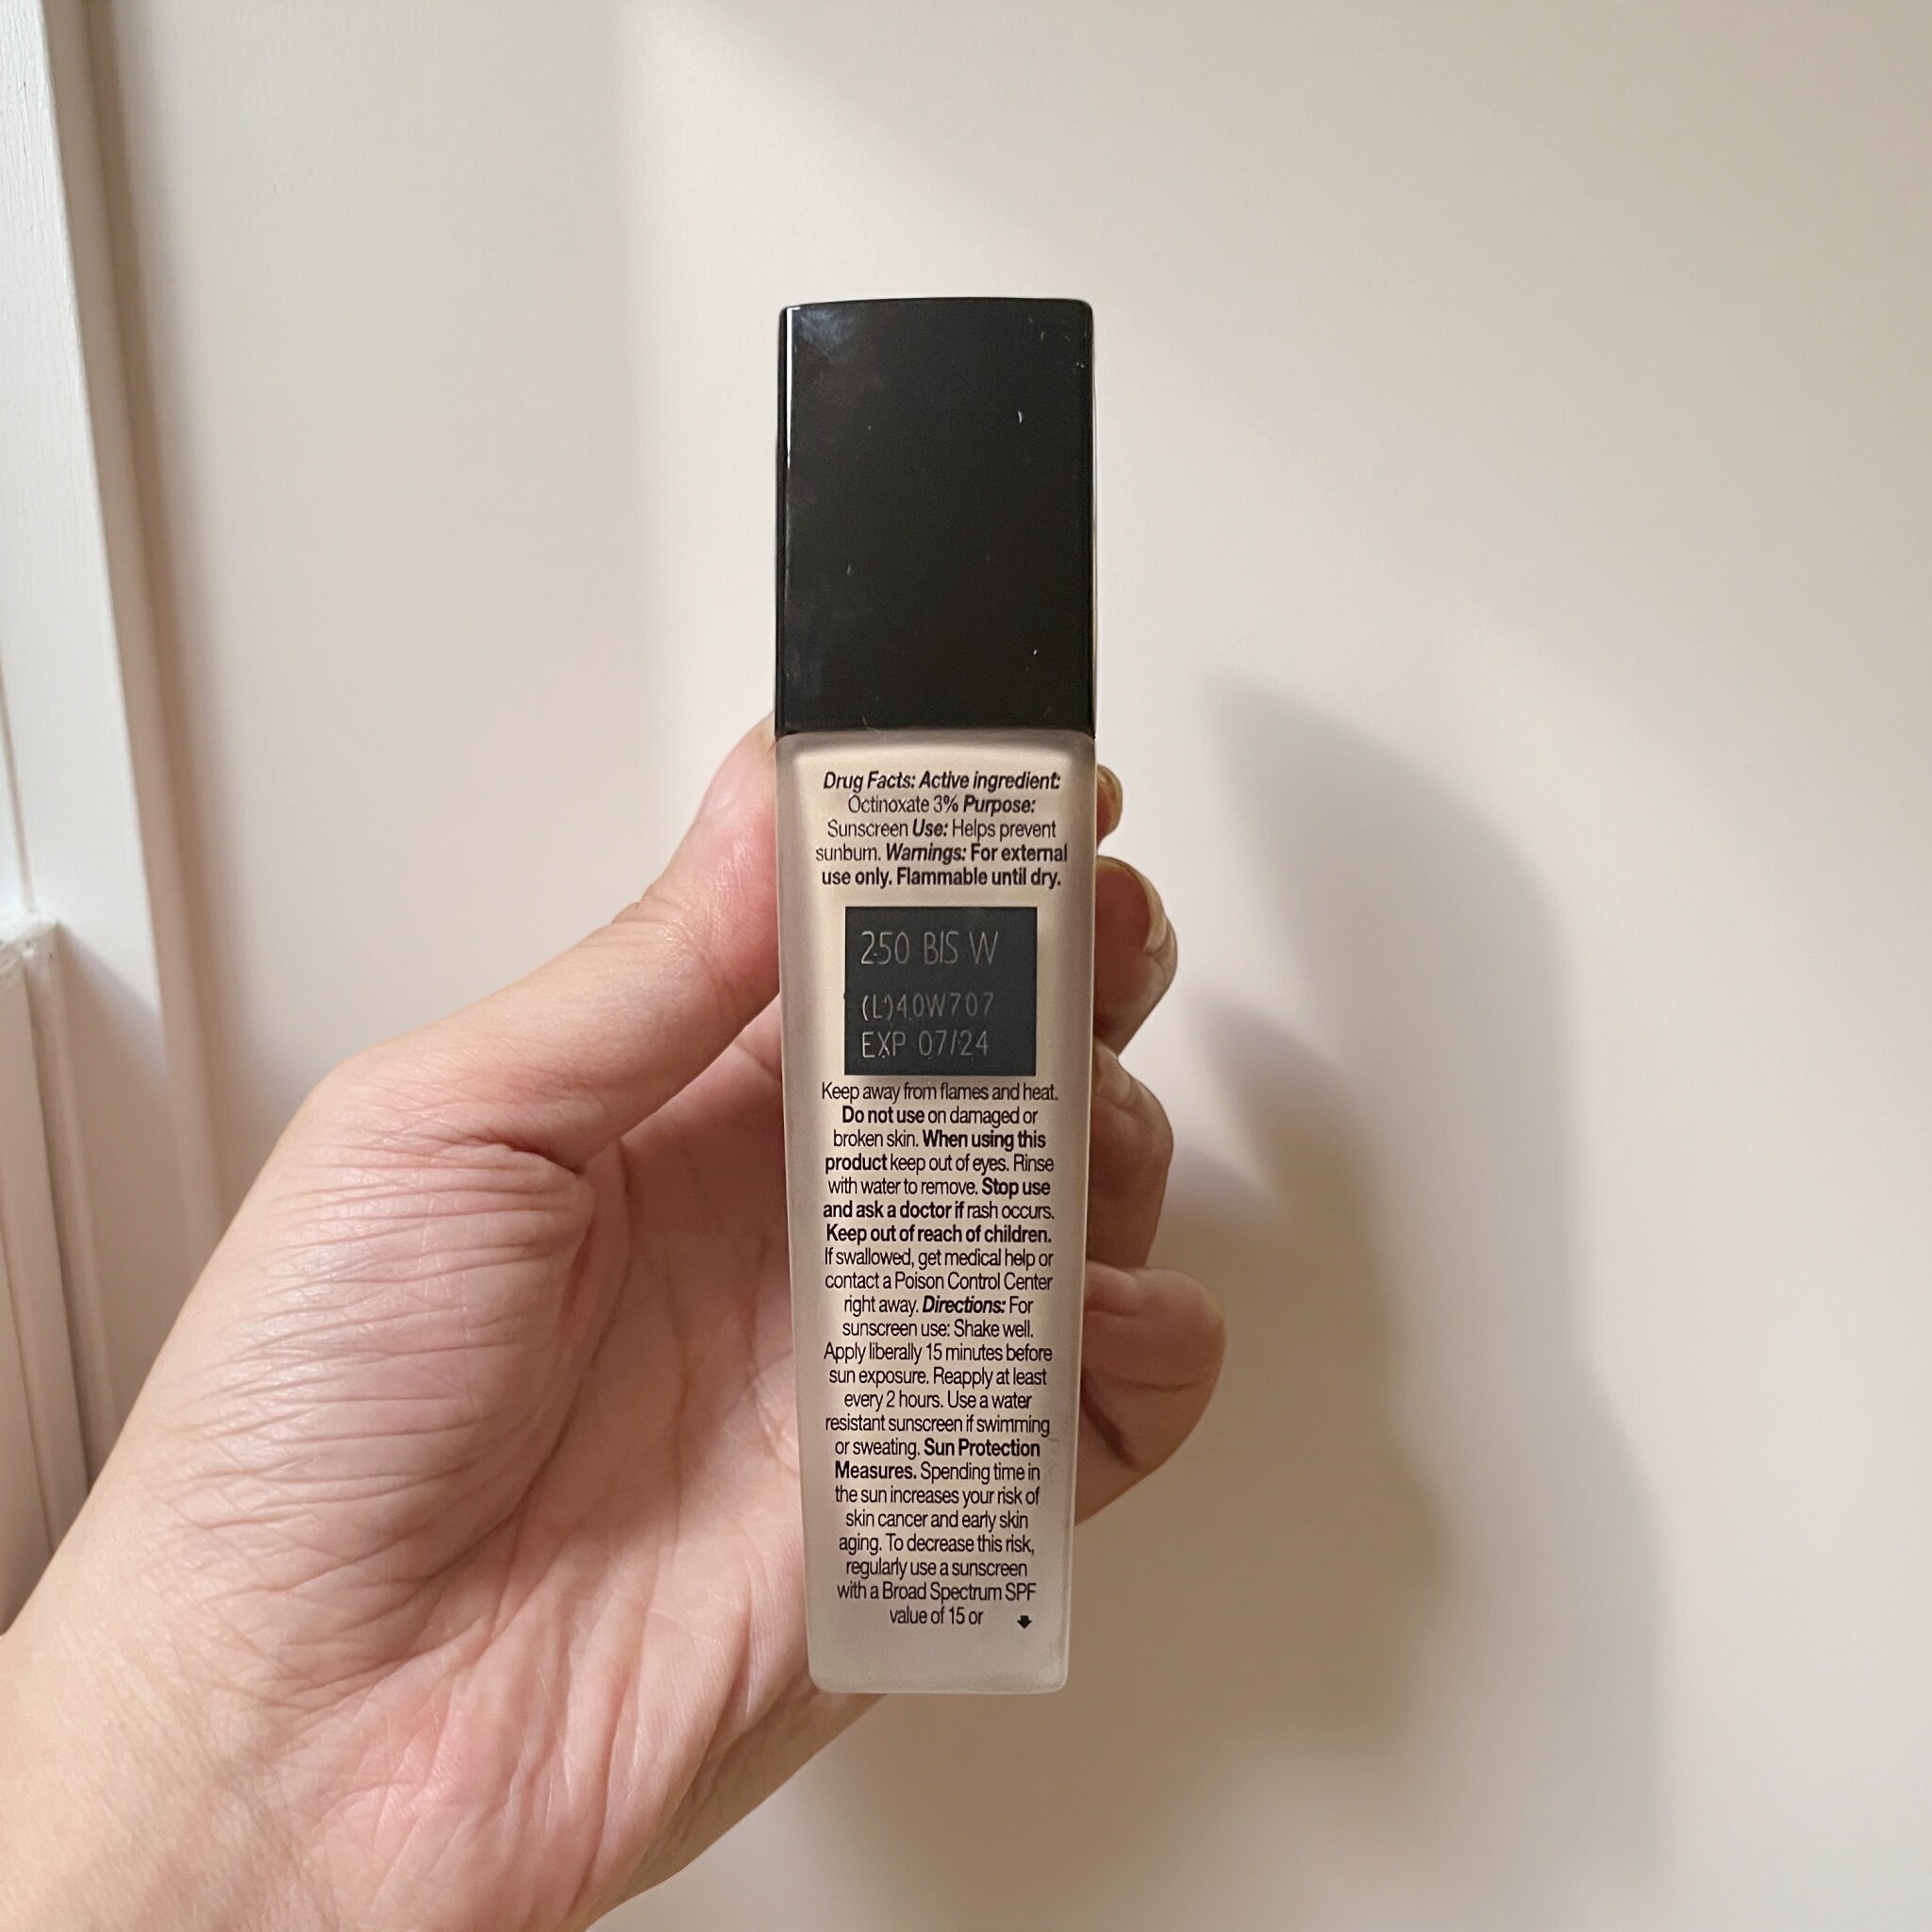 Drug Facts: Active ingredient:
Octinoxate 3% Purpose:
Sunscreen Use: Helps prevent
sunburn. Warnings: For external
use only. Flammable until dry.
250 BIS W
(L)40W707
EXP 07/24
Keep away from flames and heat.
Do not use on damaged or
broken skin. When using this
product keep out of eyes. Rinse
with water to remove. Stop use
and ask a doctor if rash occurs.
Keep out of reach of children.
If swallowed, get medical help or
contact a Poison Control Center
right away. Directions: For
sunscreen use: Shake well.
Apply liberally 15 minutes before
sun exposure. Reapply at least
every 2 hours. Use a water
resistant sunscreen if swimming
or sweating. Sun Protection
Measures. Spending time in
the sun increases your risk of
skin cancer and early skin
aging. To decrease this risk,
regularly use a sunscreen
with a Broad Spectrum SPF
value of 15 or